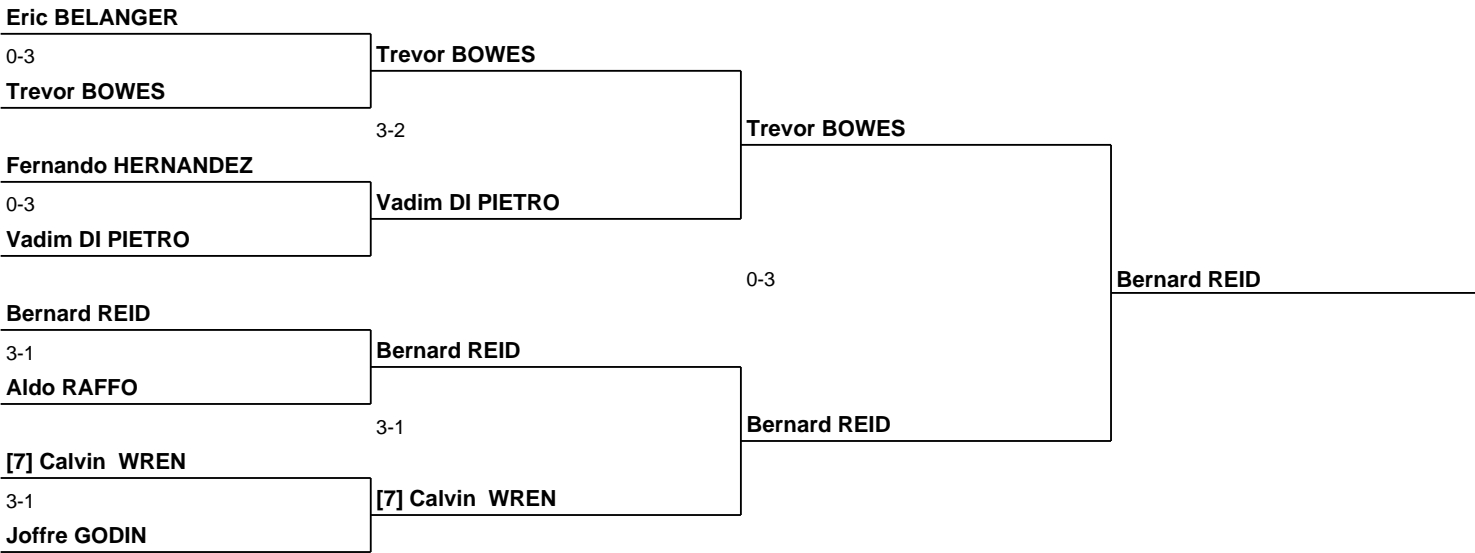 Eric BELANGER
0-3
Trevor BOWES
Trevor BOWES
3-2
Trevor BOWES
Fernando HERNANDEZ
0-3
Vadim DI PIETRO
Vadim DI PIETRO
0-3
Bernard REID
Bernard REID
3-1
Bernard REID
Aldo RAFFO
3-1
Bernard REID
[7] Calvin  WREN
3-1
[7] Calvin  WREN
Joffre GODIN